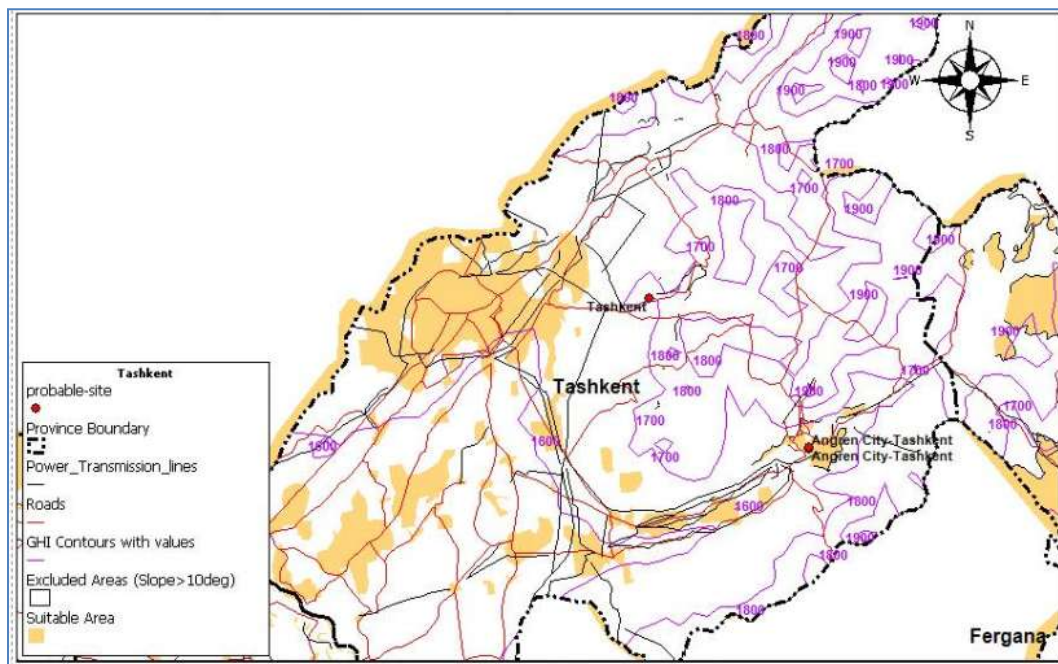 1900
1800
1900
N
1900
1900
W
E
1900
1800
1900
1800
S
1800
1700
1700
1800
1900
1700
1900
1700
1900
1900
Tashkent
1900
1800
1800
Tashkent
1700
Tashkent
1800
probable-site
1900
1700
Province Boundary
1700
1800
1600
1600
Angren City-Tashkent
Angren City-Tashkent
1700
Power_Transmission_lines
Roads
1800
1600
GHI Contours with values
1900
1800
Excluded Areas (Slope>10deg)
1800
Suitable Area
Fergana